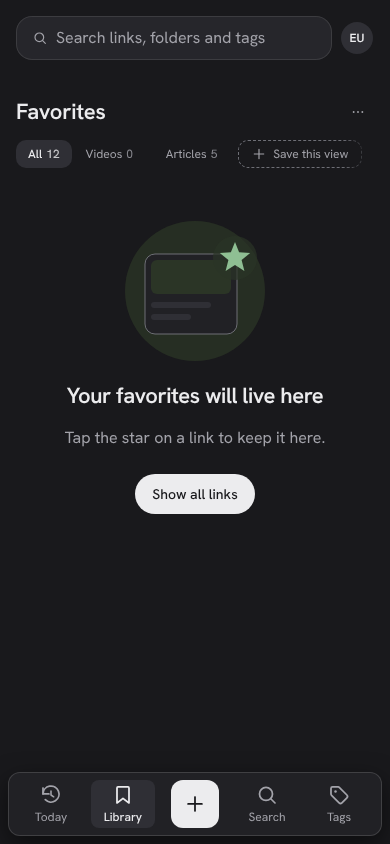 Search links, folders and tags
EU
Favorites
All 12
Videos 0
Articles 5
Save this view
Your favorites will live here
Tap the star on a link to keep it here.
Show all links
Today
Library
Search
Tags